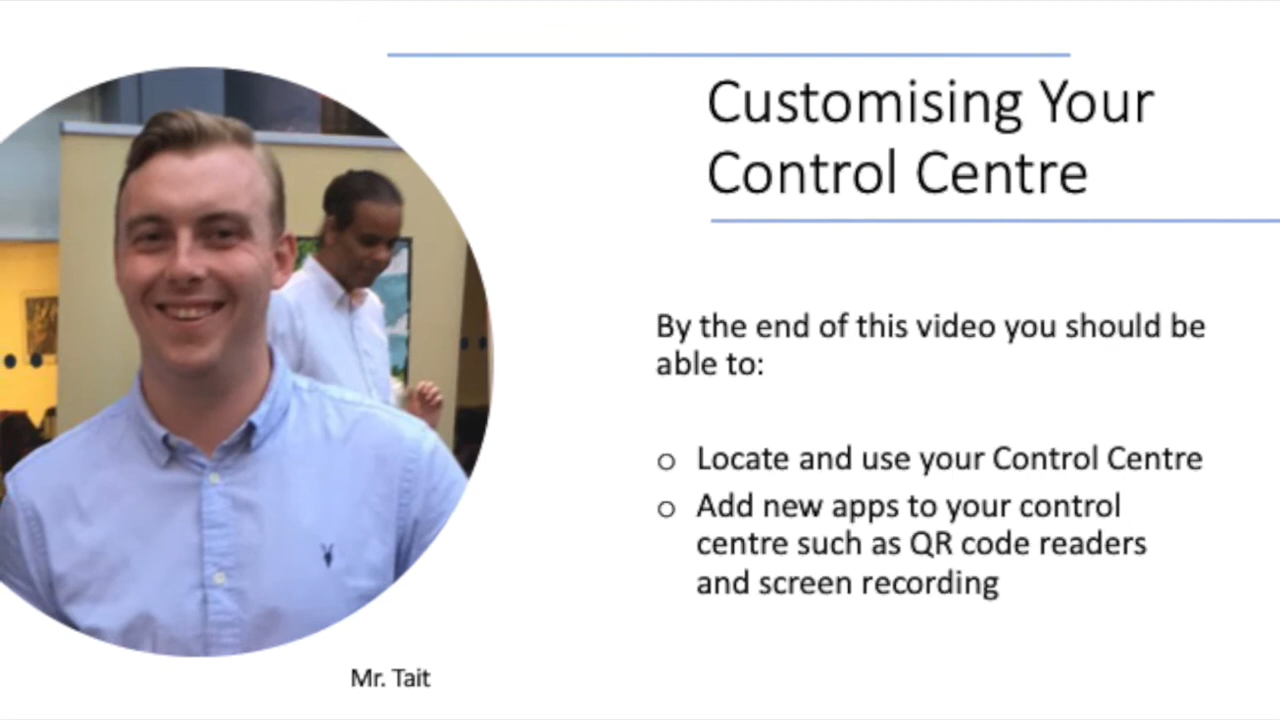 Customising Your
Control Centre
By the end of this video you should be
able to:
o Locate and use your Control Centre
o Add new apps to your control
centre such as QR code readers
and screen recording
Mr. Tait